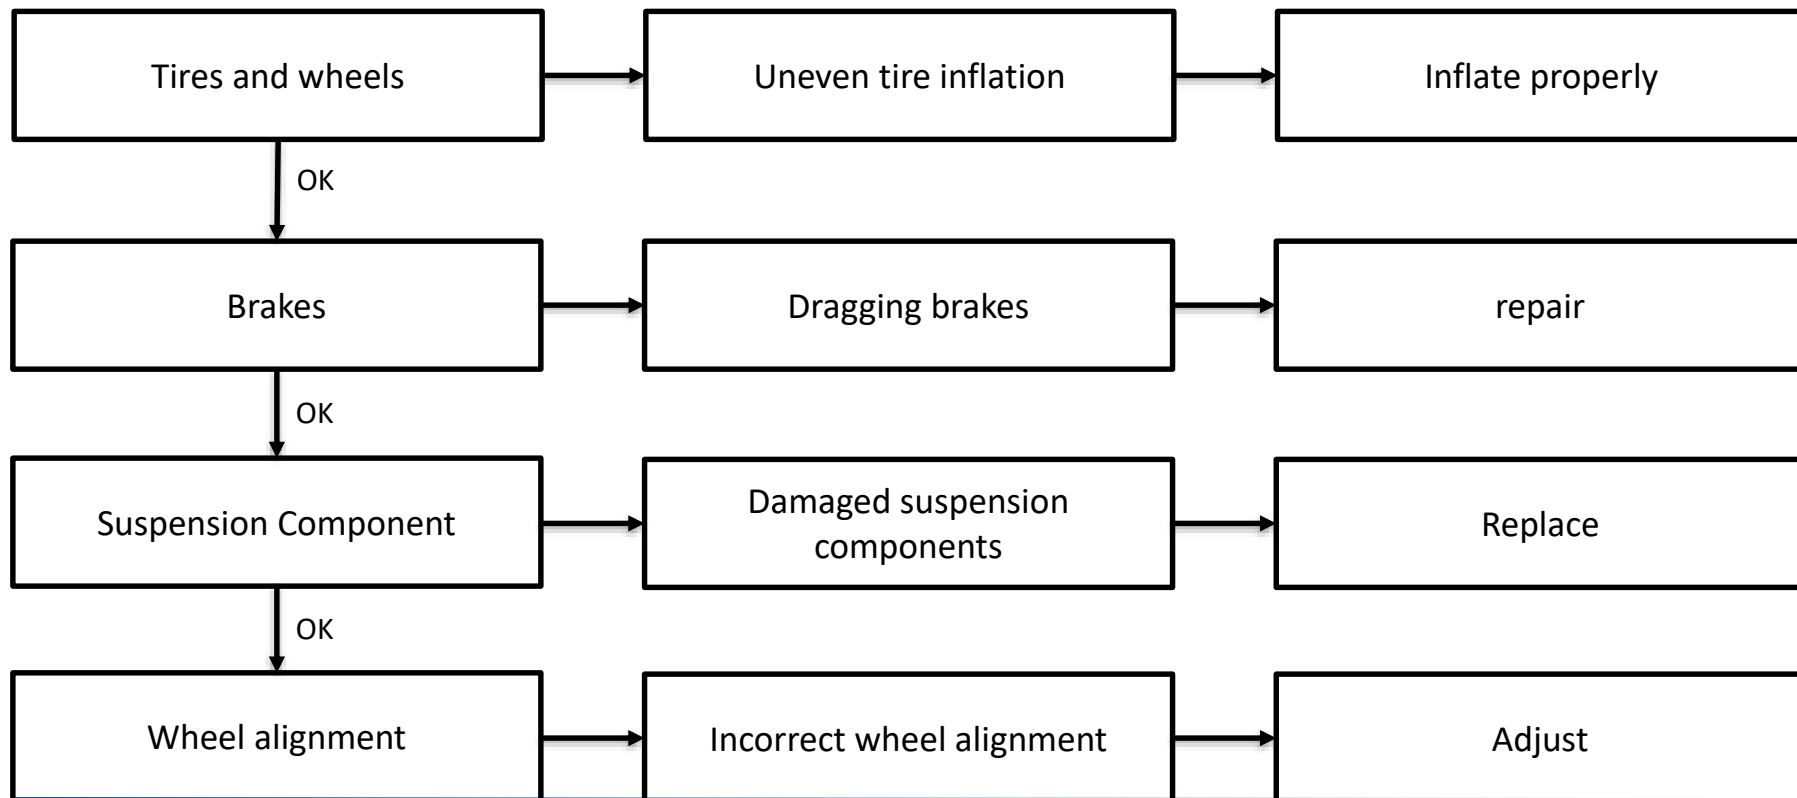 Tires and wheels
Uneven tire inflation
Inflate properly
OK
Brakes
Dragging brakes
repair
OK
Suspension Component
Damaged suspension
components
Replace
OK
Wheel alignment
Incorrect wheel alignment
Adjust